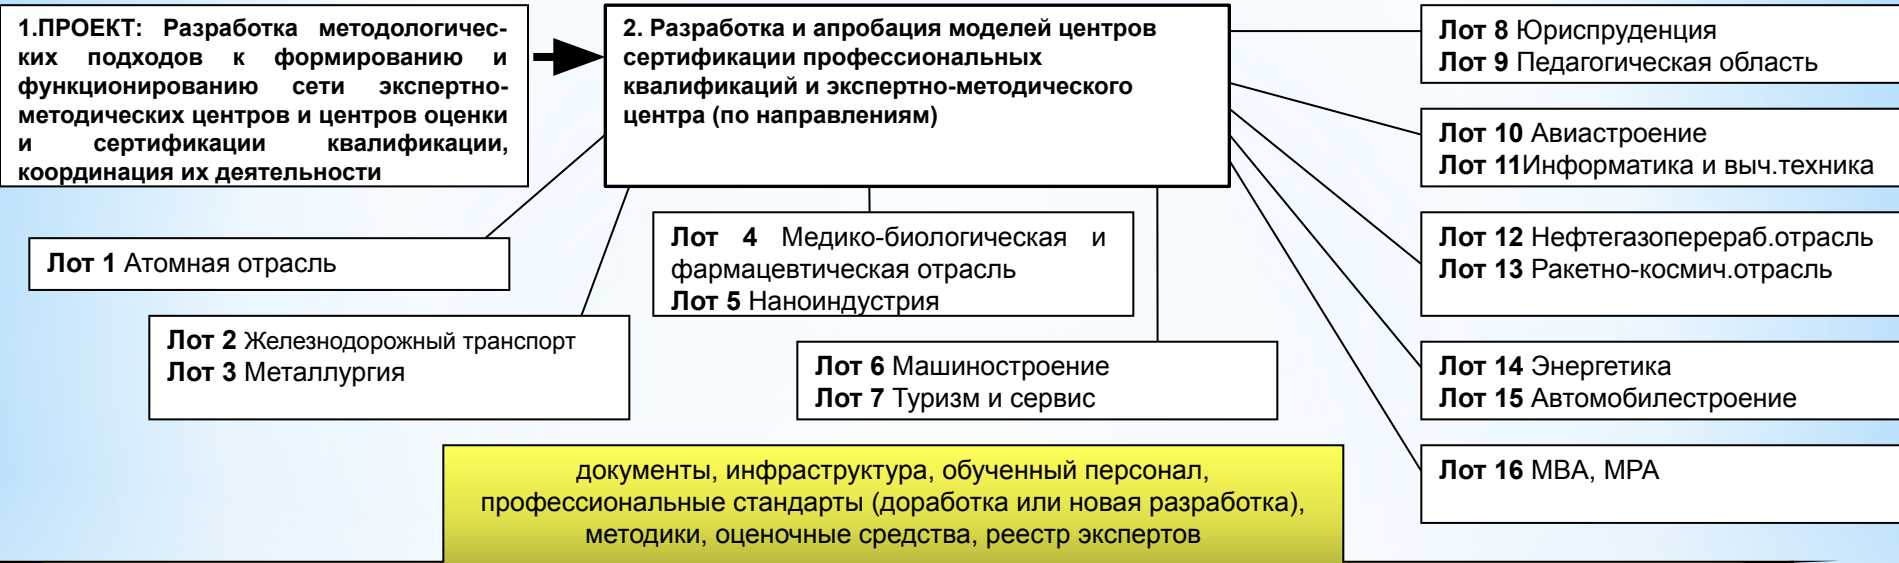 1.ПРОЕКТ: Разработка методологичес-
ких подходов к формированию и
функционированию сети экспертно-
методических центров и центров оценки
и сертификации квалификации,
координация их деятельности
2. Разработка и апробация моделей центров
сертификации профессиональных
квалификаций и экспертно-методического
центра (по направлениям)
Лот 1 Атомная отрасль
Лот 2 Железнодорожный транспорт
Лот 3 Металлургия
Лот 4 Медико-биологическая и
фармацевтическая отрасль
Лот 5 Наноиндустрия
Лот 6 Машиностроение
Лот 7 Туризм и сервис
Лот 8 Юриспруденция
Лот 9 Педагогическая область
Лот 10 Авиастроение
Лот 11Информатика и выч.техника
Лот 12 Нефтегазоперераб.отрасль
Лот 13 Ракетно-космич.отрасль
Лот 14 Энергетика
Лот 15 Автомобилестроение
Лот 16 МВА, МРА
документы, инфраструктура, обученный персонал,
профессиональные стандарты (доработка или новая разработка),
методики, оценочные средства, реестр экспертов